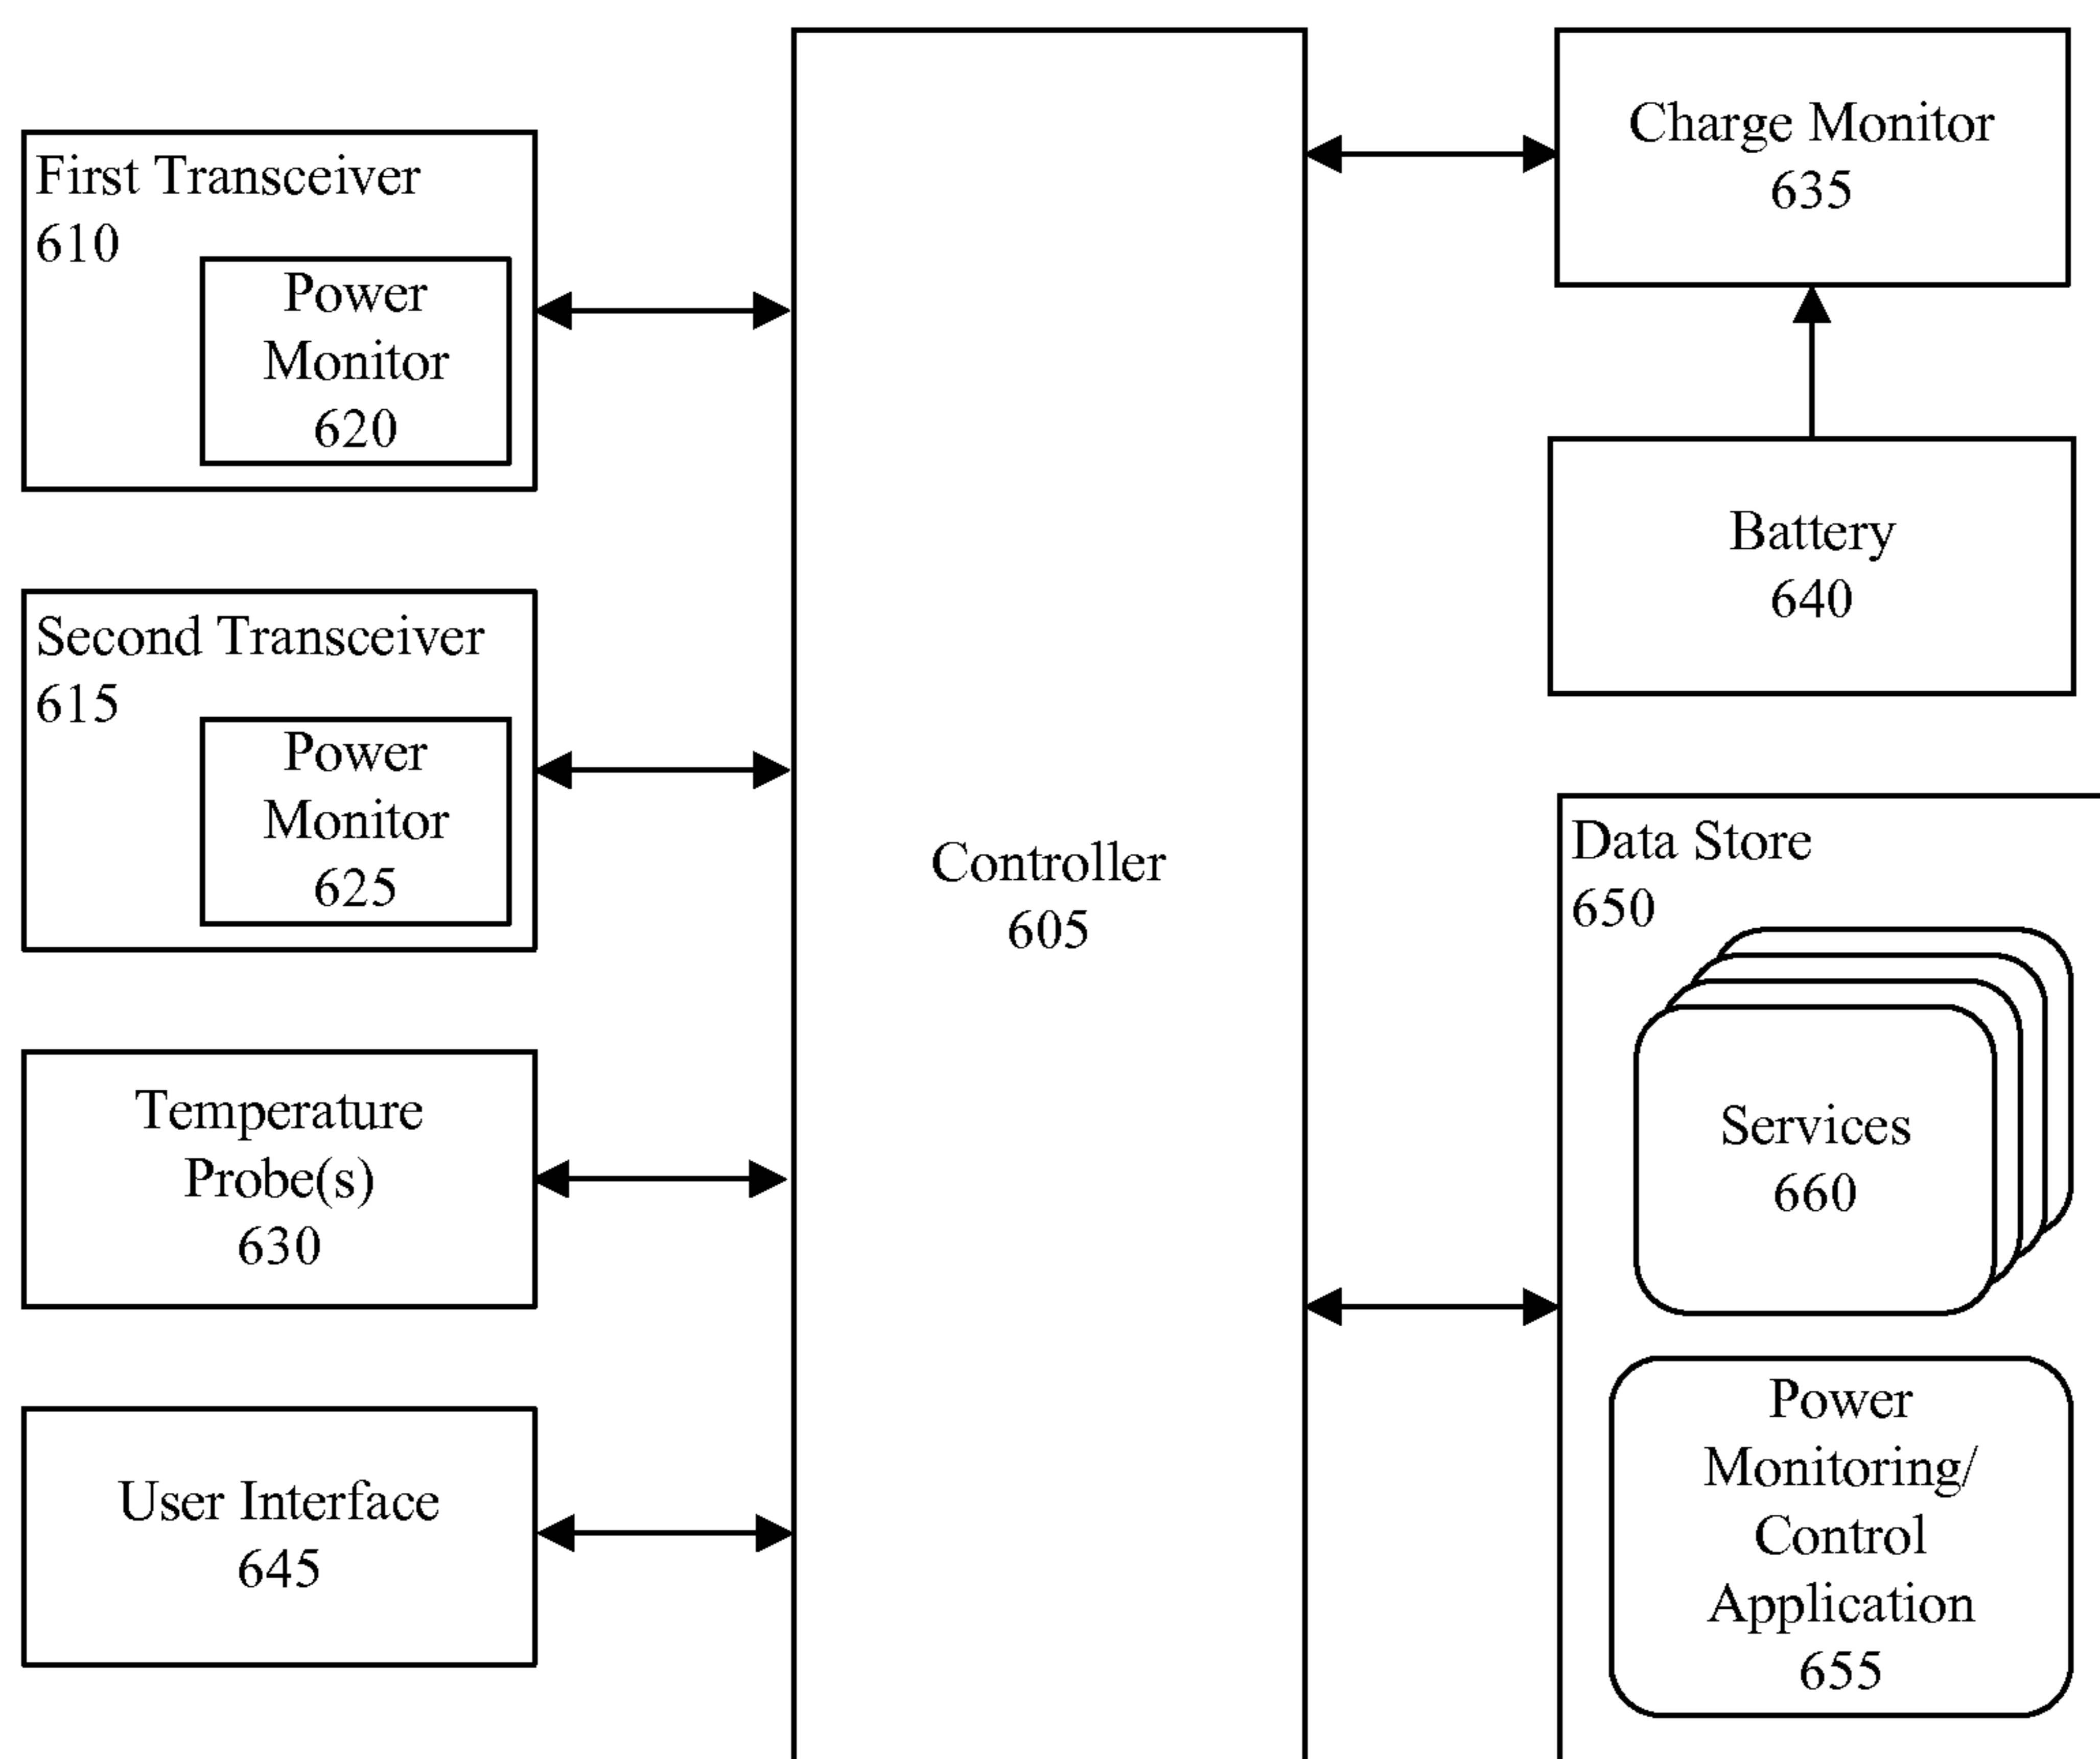 First Transceiver
610
Power
Monitor
620
Second Transceiver
615
Power
Monitor
625
Temperature
Probe(s)
630
User Interface
645
Controller
605
Charge Monitor
635
Battery
640
Data Store
650
Services
660
Power
Monitoring/
Control
Application
655